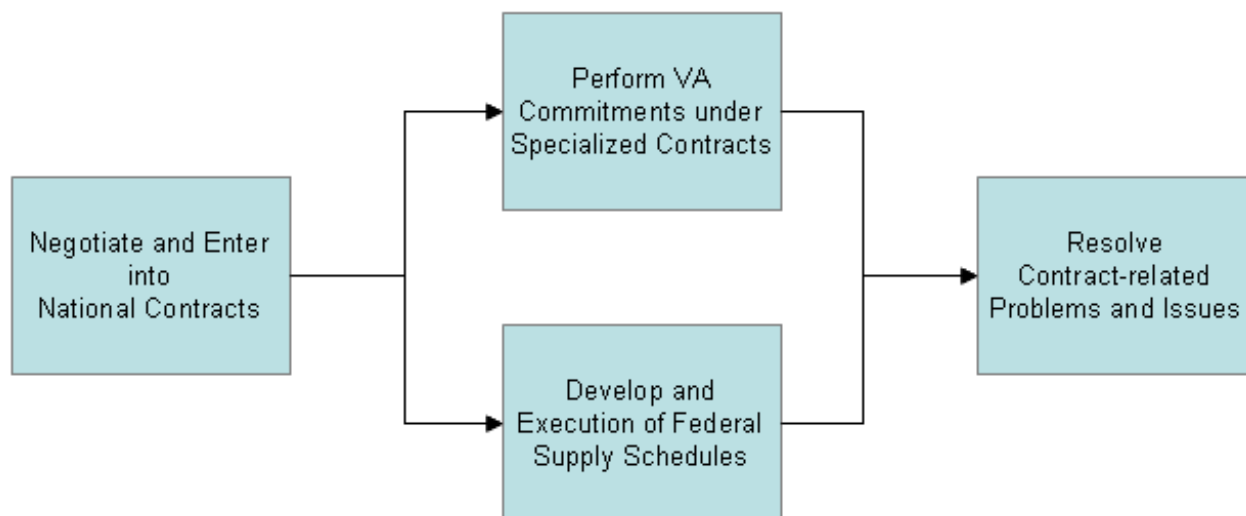 Negotiate and Enter
into
National Contracts
Perform VA
Commitments under
Specialized Contracts
Develop and
Execution of Federal
Supply Schedules
Resolve
Contract-related
Problems and Issues